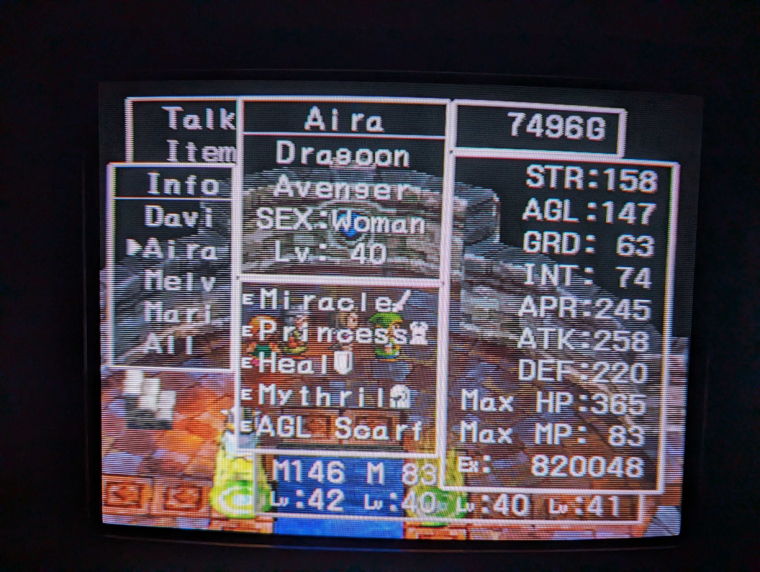 Talk
Item
Info
Davi
Aira
Melv
Mari
All
Aira
Dragoon
Avenger
SEX:Woman
Lv: 40
E Miracle
E Princess
E Heal
E Mythril
E AGL Scarf
7496G
STR:158
AGL:147
GRD: 63
INT: 74
APR:245
ATK:258
DEF:220
Max HP:365
Max MP: 83
Ex: 820048
M146 M 83
Lv:42 Lv:40 Lv:40 Lv:41